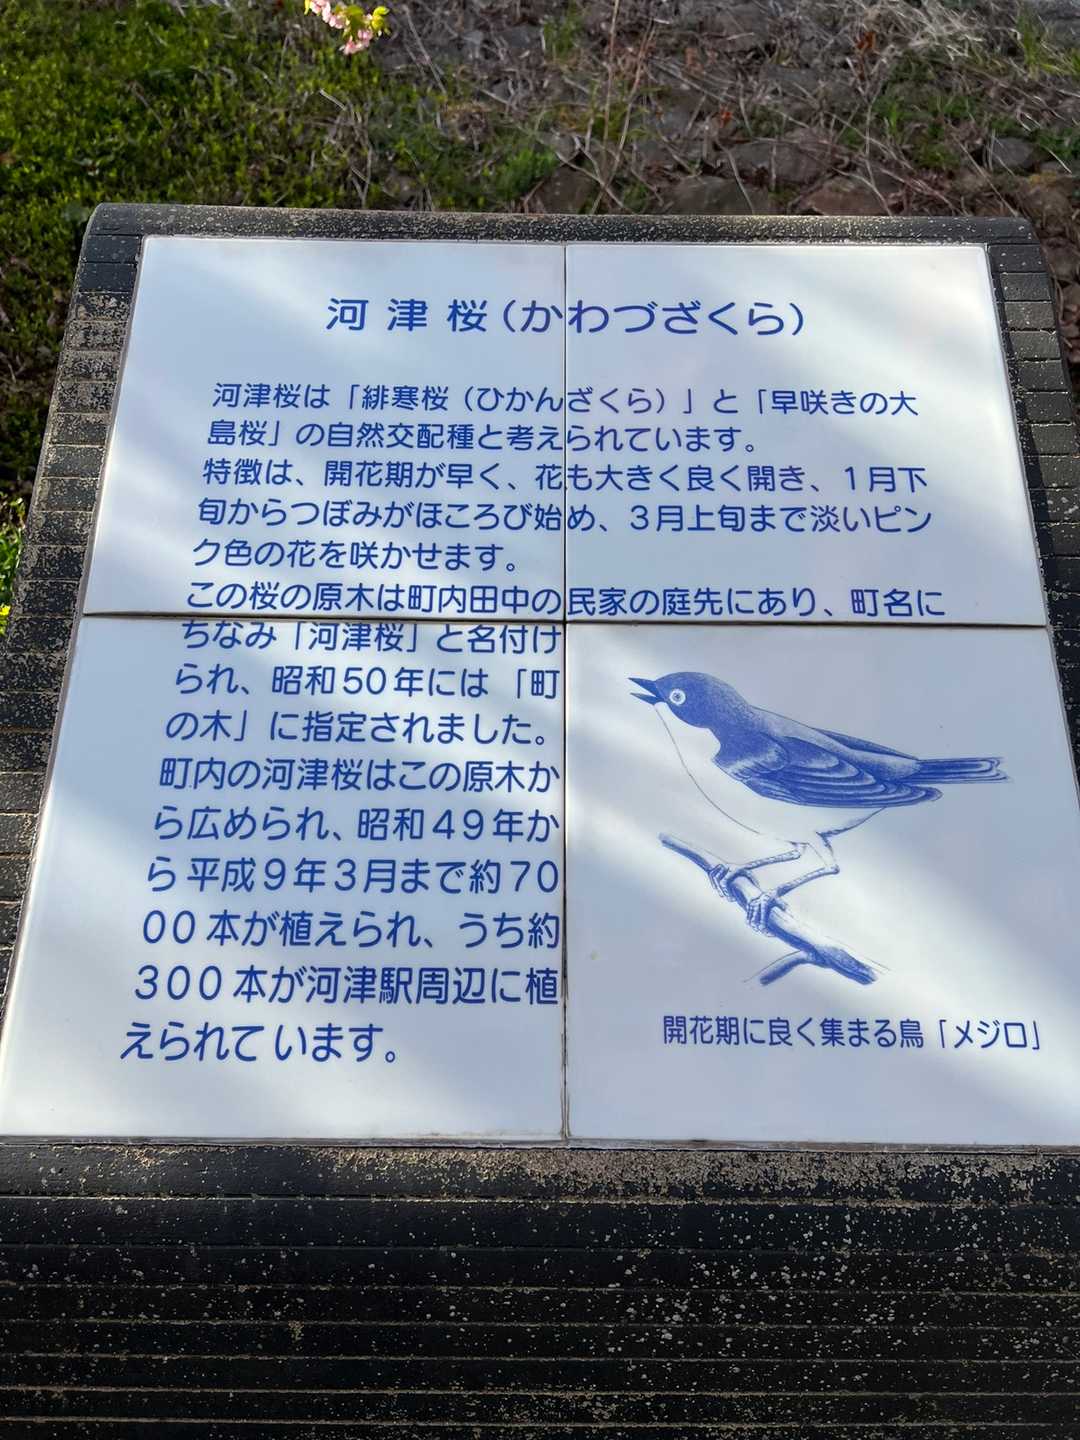 河津桜(かわづざくら)
河津桜は「緋寒桜(ひかんざくら)」と「早咲きの大
島桜」の自然交配種と考えられています。
特徴は、開花期が早く、花も大きく良く開き、1月下
旬からつぼみがほころび始め、3月上旬まで淡いピン
ク色の花を咲かせます。
この桜の原木は町内田中の民家の庭先にあり、町名に
ちなみ「河津桜」と名付け
られ、昭和50年には「町
の木」に指定されました。
町内の河津桜はこの原木か
ら広められ、昭和49年か
ら平成9年3月まで約70
00本が植えられ、うち約
300本が河津駅周辺に植
えられています。
開花期に良く集まる鳥「メジロ」